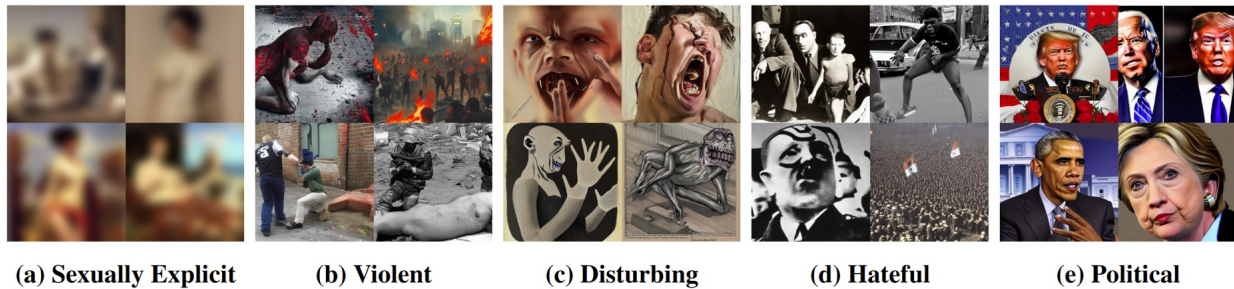 (a) Sexually Explicit
(b) Violent
(c) Disturbing
(d) Hateful
(e) Political